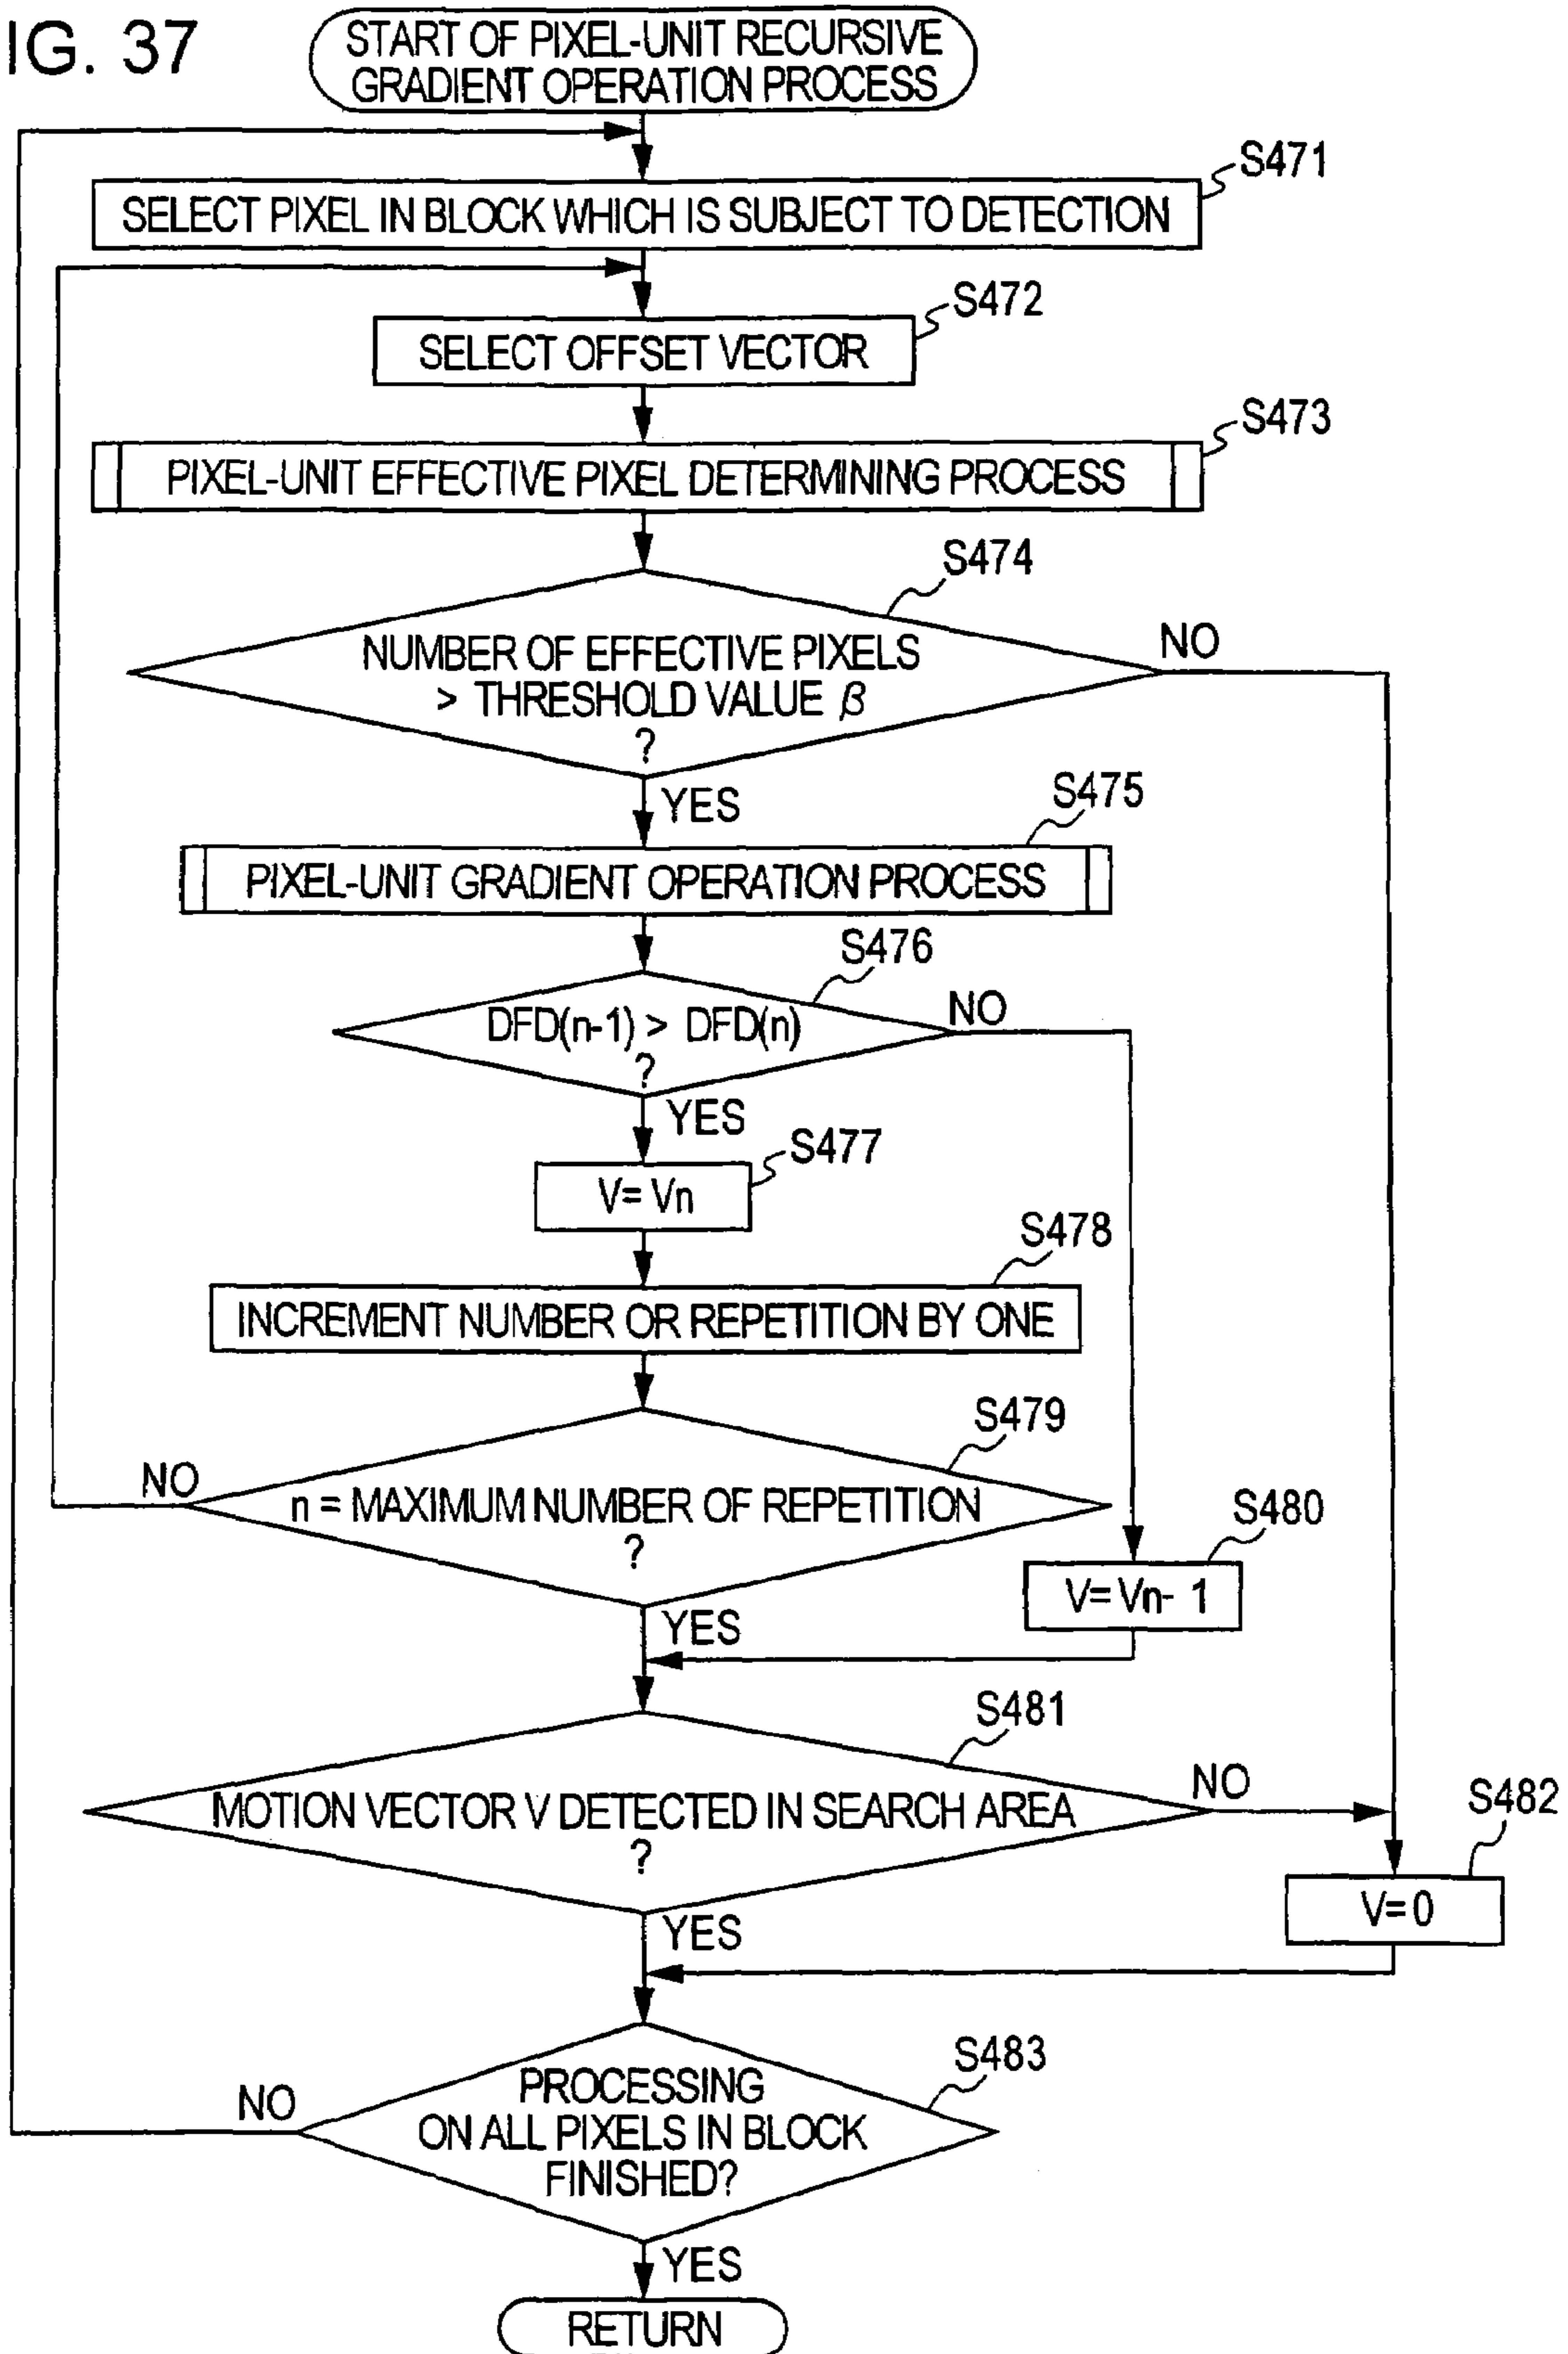 IG. 37
START OF PIXEL-UNIT RECURSIVE
GRADIENT OPERATION PROCESS
S471
SELECT PIXEL IN BLOCK WHICH IS SUBJECT TO DETECTION
S472
SELECT OFFSET VECTOR
S473
PIXEL-UNIT EFFECTIVE PIXEL DETERMINING PROCESS
S474
NUMBER OF EFFECTIVE PIXELS
> THRESHOLD VALUE β
?
NO
YES
S475
PIXEL-UNIT GRADIENT OPERATION PROCESS
S476
DFD(n-1) > DFD(n)
?
NO
YES
S477
V= Vn
S478
INCREMENT NUMBER OR REPETITION BY ONE
S479
n = MAXIMUM NUMBER OF REPETITION
?
NO
YES
S480
V= Vn- 1
S481
MOTION VECTOR V DETECTED IN SEARCH AREA
?
NO
YES
S482
V=0
S483
PROCESSING
ON ALL PIXELS IN BLOCK
FINISHED?
NO
YES
RETURN